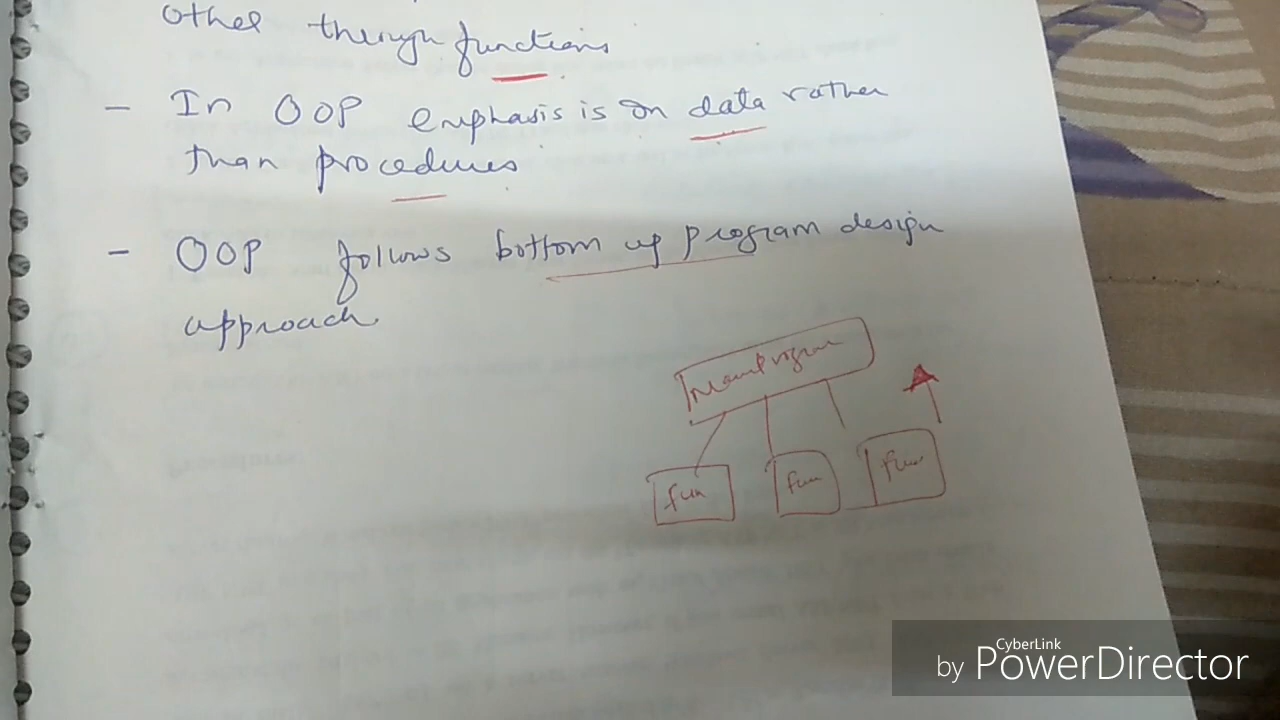 other through functions
- In OOP emphasis is on data rather
than procedures
- OOP follows bottom up program design
approach.
Main Program
fun
fun
fun
CyberLink
by PowerDirector